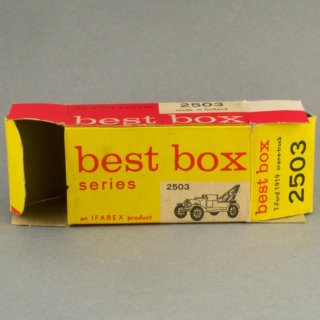 T-Ford 1919 crane-truck
2503
made in holland
best box
best box
series
2503
an IFABEX product
best box
T-Ford 1919 crane-truck
2503